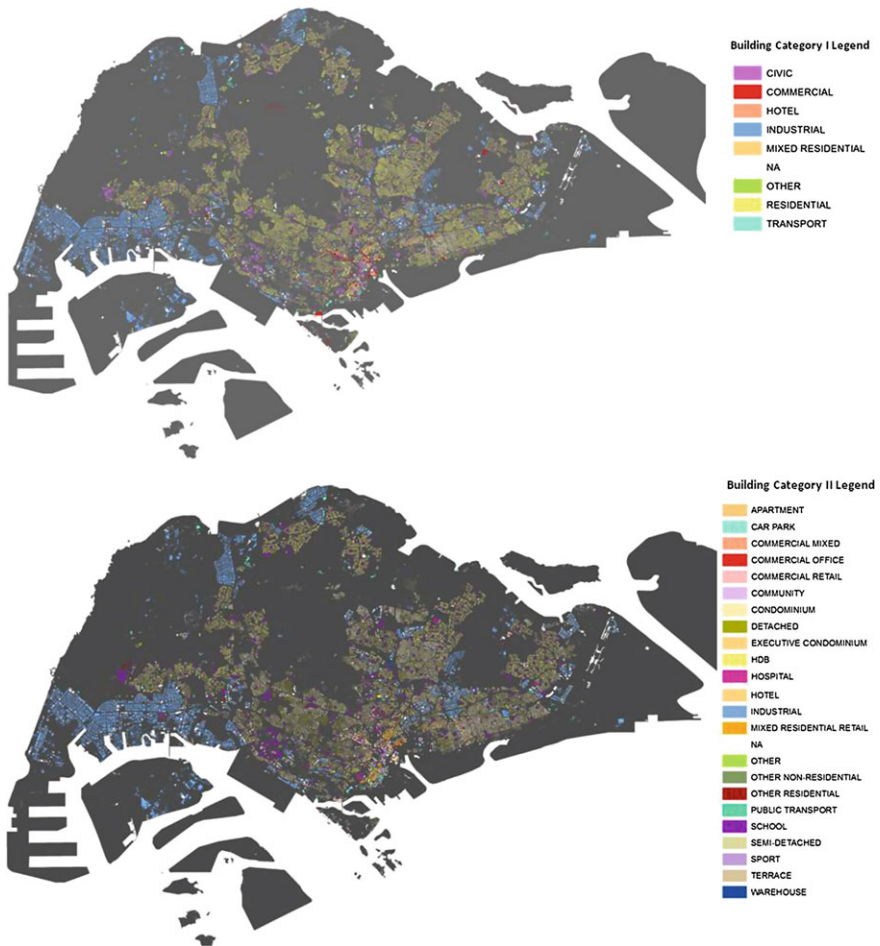 Building Category I Legend
CIVIC
COMMERCIAL
HOTEL
INDUSTRIAL
MIXED RESIDENTIAL
NA
OTHER
RESIDENTIAL
TRANSPORT
Building Category II Legend
APARTMENT
CAR PARK
COMMERCIAL MIXED
COMMERCIAL OFFICE
COMMERCIAL RETAIL
COMMUNITY
CONDOMINIUM
DETACHED
EXECUTIVE CONDOMINIUM
HDB
HOSPITAL
HOTEL
INDUSTRIAL
MIXED RESIDENTIAL RETAIL
NA
OTHER
OTHER NON-RESIDENTIAL
OTHER RESIDENTIAL
PUBLIC TRANSPORT
SCHOOL
SEMI-DETACHED
SPORT
TERRACE
WAREHOUSE